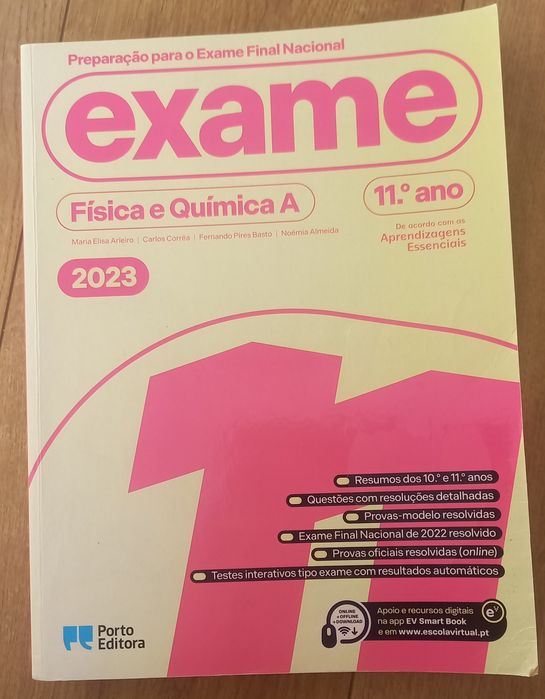 Preparação para o Exame Final Nacional
exame
Física e Química A
11.º ano
Maria Elisa Arieiro | Carlos Corrêa | Fernando Pires Basto | Noémia Almeida
De acordo com as
Aprendizagens
Essenciais
2023
11
Resumos dos 10.º e 11.º anos
Questões com resoluções detalhadas
Provas-modelo resolvidas
Exame Final Nacional de 2022 resolvido
Provas oficiais resolvidas (online)
Testes interativos tipo exame com resultados automáticos
ONLINE
+OFFLINE
+DOWNLOAD
Apoio e recursos digitais
na app EV Smart Book
e em www.escolavirtual.pt
eV
Porto
Editora